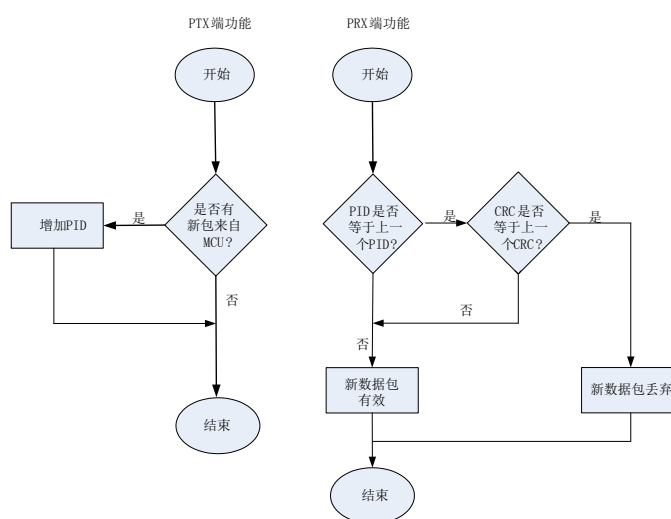 PTX端功能
开始
是否有
新包来自
MCU?
是
增加PID
否
结束
PRX端功能
开始
PID是否
等于上一
个PID?
是
CRC是否
等于上一
个CRC?
是
否
否
新数据包
有效
新数据包丢弃
结束